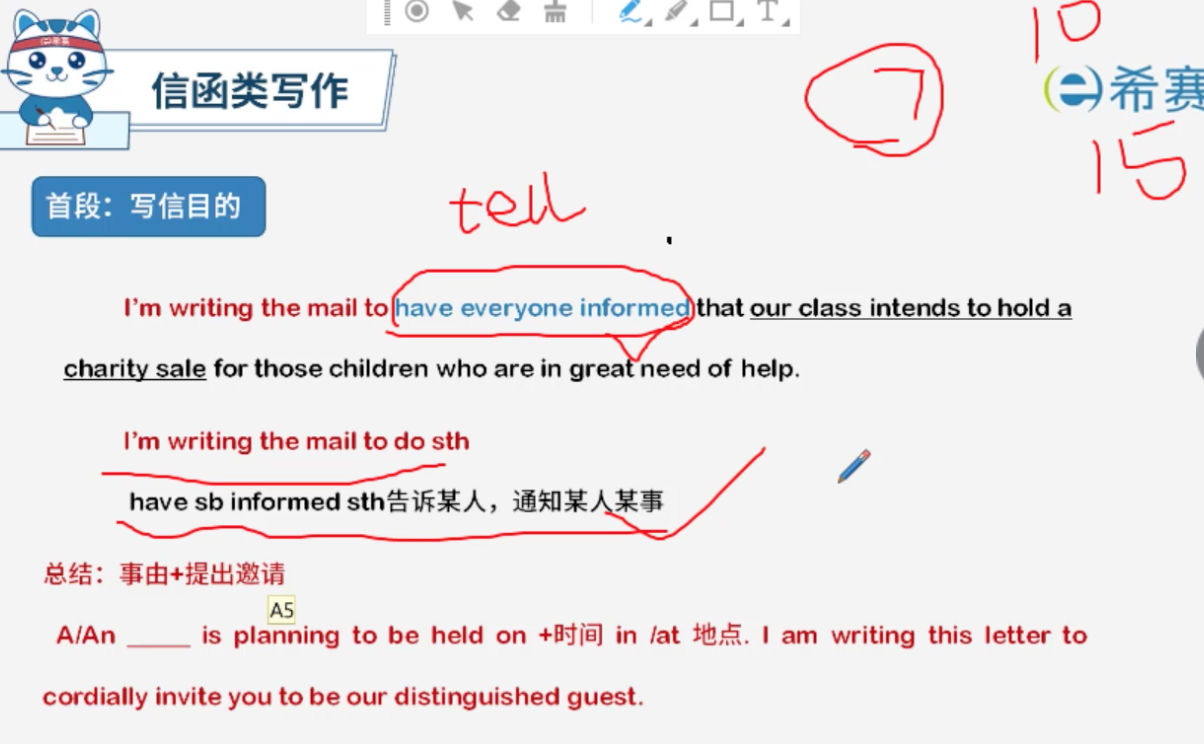 10
信函类写作
7
希赛
15
首段：写信目的
tell
I'm writing the mail to have everyone informed that our class intends to hold a
charity sale for those children who are in great need of help.
I'm writing the mail to do sth
have sb informed sth告诉某人，通知某人某事
总结：事由+提出邀请
A5
A/An _____ is planning to be held on +时间 in /at 地点. I am writing this letter to
cordially invite you to be our distinguished guest.